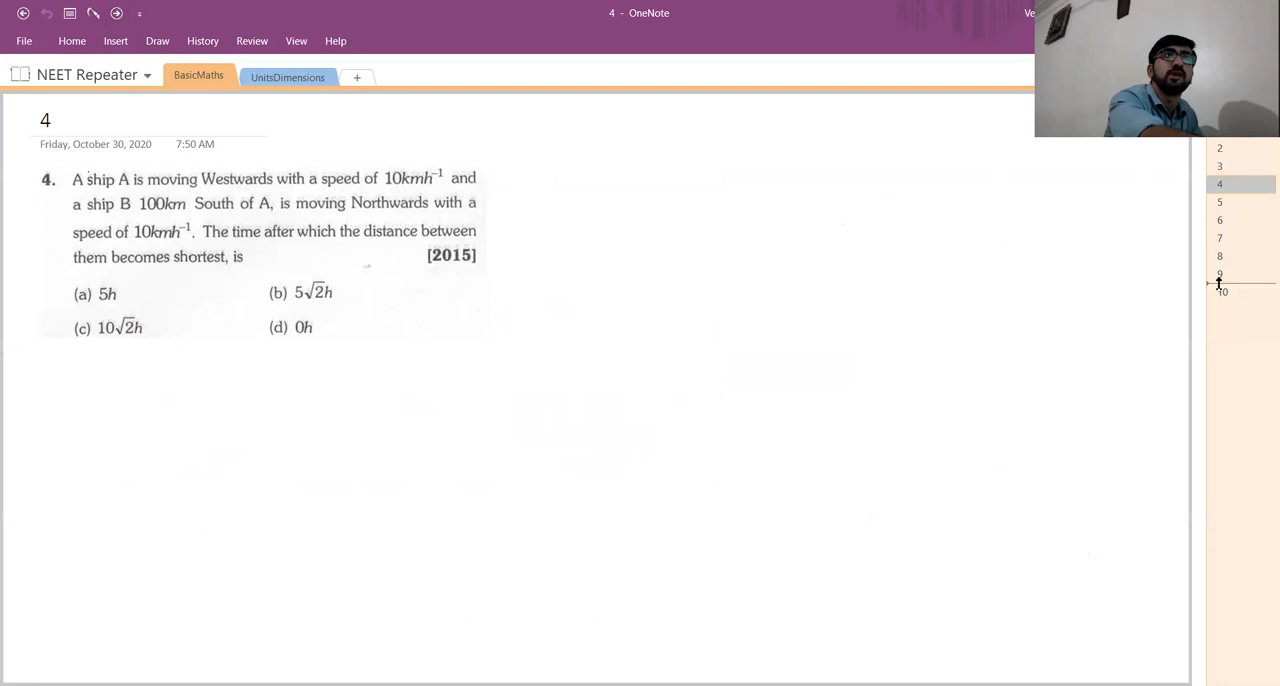 4 - OneNote
Ve
File Home Insert Draw History Review View Help
NEET Repeater BasicMaths UnitsDimensions +
4
Friday, October 30, 2020 7:50 AM
4. A ship A is moving Westwards with a speed of 10kmh⁻¹ and
a ship B 100km South of A, is moving Northwards with a
speed of 10kmh⁻¹. The time after which the distance between
them becomes shortest, is [2015]
(a) 5h (b) 5√2h
(c) 10√2h (d) 0h
2
3
4
5
6
7
8
9
10